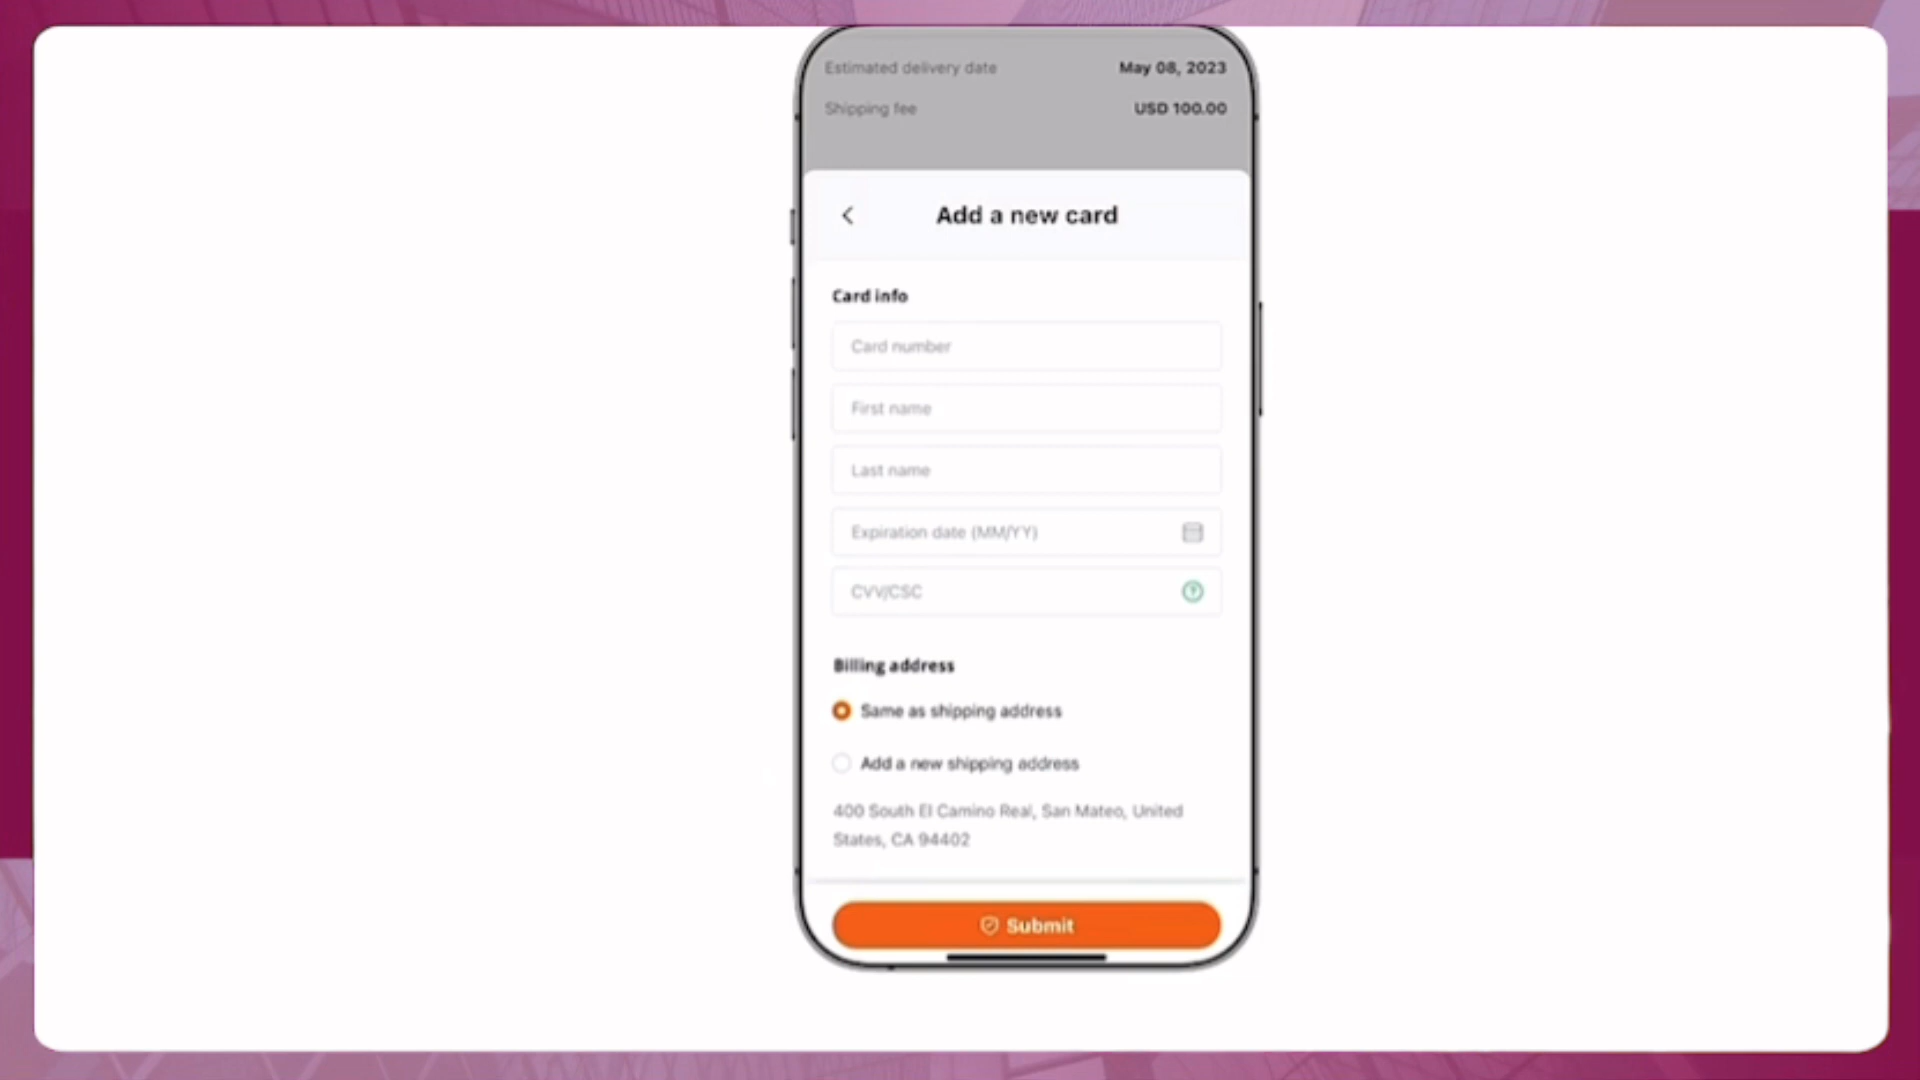 Estimated delivery date May 08, 2023
Shipping fee USD 100.00
Add a new card
Card info
Card number
First name
Last name
Expiration date (MM/YY)
CVV/CSC
Billing address
Same as shipping address
Add a new shipping address
400 South El Camino Real, San Mateo, United
States, CA 94402
Submit